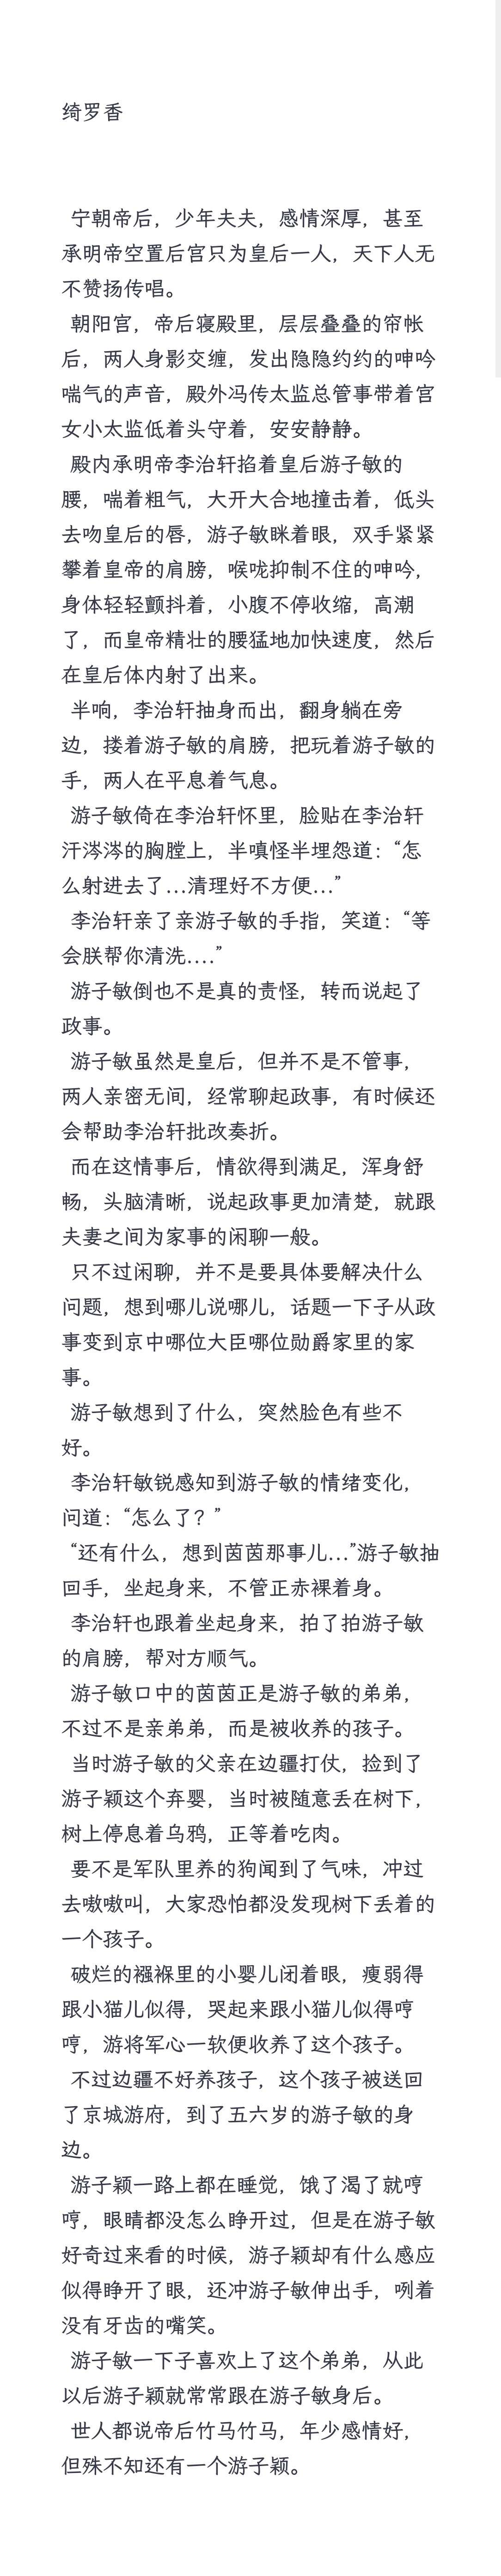 绮罗香
宁朝帝后，少年夫夫，感情深厚，甚至
承明帝空置后宫只为皇后一人，天下人无
不赞扬传唱。
朝阳宫，帝后寝殿里，层层叠叠的帘帐
后，两人身影交缠，发出隐隐约约的呻吟
喘气的声音，殿外冯传太监总管事带着宫
女小太监低着头守着，安安静静。
殿内承明帝李治轩掐着皇后游子敏的
腰，喘着粗气，大开大合地撞击着，低头
去吻皇后的唇，游子敏眯着眼，双手紧紧
攀着皇帝的肩膀，喉咙抑制不住的呻吟，
身体轻轻颤抖着，小腹不停收缩，高潮
了，而皇帝精壮的腰猛地加快速度，然后
在皇后体内射了出来。
半响，李治轩抽身而出，翻身躺在旁
边，搂着游子敏的肩膀，把玩着游子敏的
手，两人在平息着气息。
游子敏倚在李治轩怀里，脸贴在李治轩
汗涔涔的胸膛上，半嗔怪半埋怨道：“怎
么射进去了...清理好不方便...”
李治轩亲了亲游子敏的手指，笑道：“等
会朕帮你清洗....”
游子敏倒也不是真的责怪，转而说起了
政事。
游子敏虽然是皇后，但并不是不管事，
两人亲密无间，经常聊起政事，有时候还
会帮助李治轩批改奏折。
而在这情事后，情欲得到满足，浑身舒
畅，头脑清晰，说起政事更加清楚，就跟
夫妻之间为家事的闲聊一般。
只不过闲聊，并不是要具体要解决什么
问题，想到哪儿说哪儿，话题一下子从政
事变到京中哪位大臣哪位勋爵家里的家
事。
游子敏想到了什么，突然脸色有些不
好。
李治轩敏锐感知到游子敏的情绪变化，
问道：“怎么了？”
“还有什么，想到茵茵那事儿...”游子敏抽
回手，坐起身来，不管正赤裸着身。
李治轩也跟着坐起身来，拍了拍游子敏
的肩膀，帮对方顺气。
游子敏口中的茵茵正是游子敏的弟弟，
不过不是亲弟弟，而是被收养的孩子。
当时游子敏的父亲在边疆打仗，捡到了
游子颖这个弃婴，当时被随意丢在树下，
树上停息着乌鸦，正等着吃肉。
要不是军队里养的狗闻到了气味，冲过
去嗷嗷叫，大家恐怕都没发现树下丢着的
一个孩子。
破烂的襁褓里的小婴儿闭着眼，瘦弱得
跟小猫儿似得，哭起来跟小猫儿似得哼
哼，游将军心一软便收养了这个孩子。
不过边疆不好养孩子，这个孩子被送回
了京城游府，到了五六岁的游子敏的身
边。
游子颖一路上都在睡觉，饿了渴了就哼
哼，眼睛都没怎么睁开过，但是在游子敏
好奇过来看的时候，游子颖却有什么感应
似得睁开了眼，还冲游子敏伸出手，咧着
没有牙齿的嘴笑。
游子敏一下子喜欢上了这个弟弟，从此
以后游子颖就常常跟在游子敏身后。
世人都说帝后竹马竹马，年少感情好，
但殊不知还有一个游子颖。